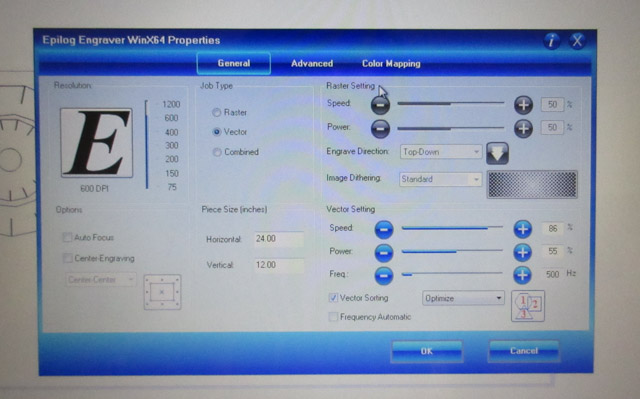 Epilog Engraver WinX64 Properties
i X
General Advanced Color Mapping
Resolution:
E
1200
600
400
300
200
150
75
600 DPI
Job Type
Raster
Vector
Combined
Raster Setting
Speed: 50 %
Power: 50 %
Engrave Direction: Top-Down
Image Dithering: Standard
Options
Auto Focus
Center-Engraving
Center-Center
Piece Size (inches)
Horizontal: 24.00
Vertical: 12.00
Vector Setting
Speed: 86 %
Power: 55 %
Freq.: 500 Hz
Vector Sorting Optimize
1 2 3
Frequency Automatic
OK Cancel